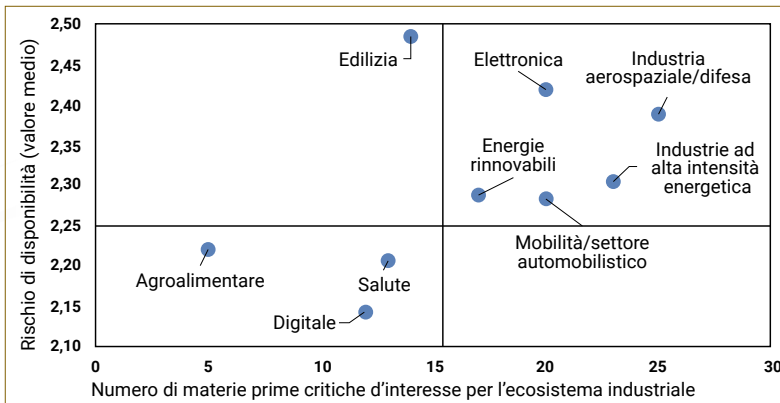 Rischio di disponibilità (valore medio)
2,50
2,45
2,40
2,35
2,30
2,25
2,20
2,15
2,10
Edilizia
Elettronica
Industria
aerospaziale/difesa
Energie
rinnovabili
Industrie ad
alta intensità
energetica
Mobilità/settore
automobilistico
Agroalimentare
Salute
Digitale
0 5 10 15 20 25 30
Numero di materie prime critiche d’interesse per l’ecosistema industriale